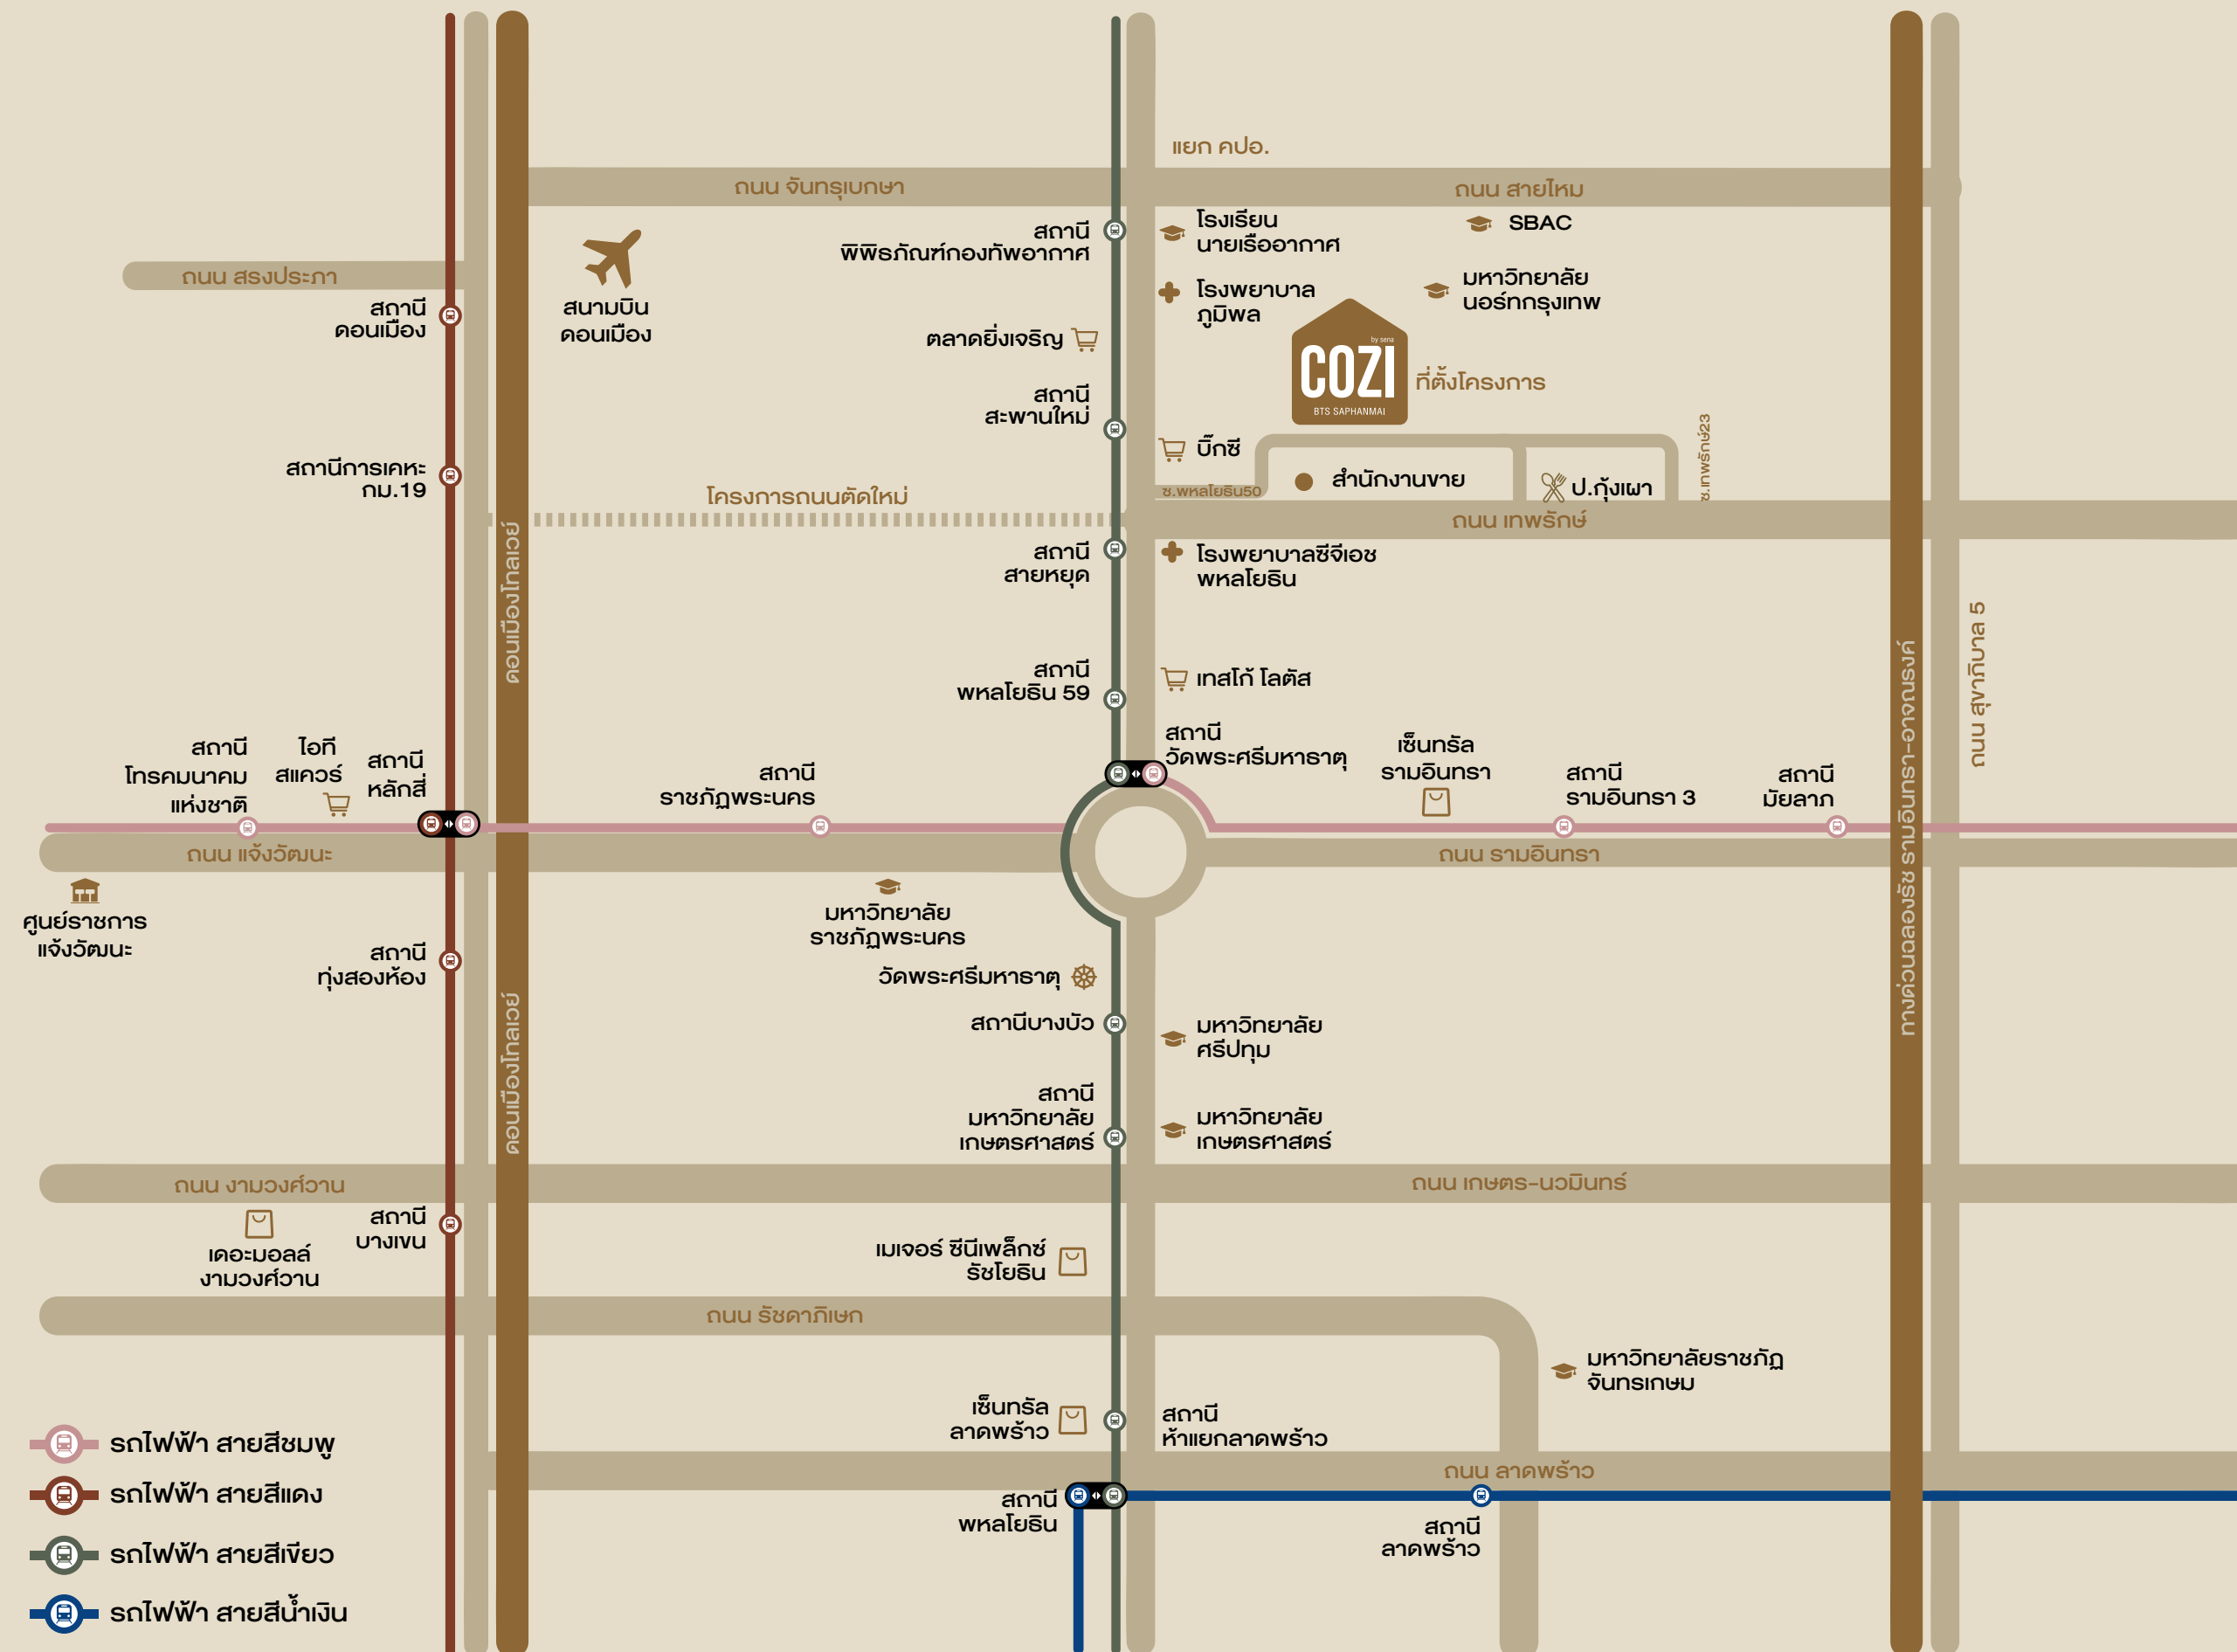 แยก คปอ.
ถนน จันทรุเบกษา
ถนน สายไหม
สถานี
พิพิธภัณฑ์กองทัพอากาศ
โรงเรียน
นายเรืออากาศ
SBAC
ถนน สรงประภา
สนามบิน
ดอนเมือง
สถานี
ดอนเมือง
โรงพยาบาล
ภูมิพล
มหาวิทยาลัย
นอร์ทกรุงเทพ
ตลาดยิ่งเจริญ
by sena
COZI
BTS SAPHANMAI
ที่ตั้งโครงการ
สถานี
สะพานใหม่
บิ๊กซี
ซ.เทพรักษ์23
สถานีการเคหะ
กม.19
โครงการถนนตัดใหม่
ซ.พหลโยธิน50
สำนักงานขาย
ป.กุ้งเผา
ถนน เทพรักษ์
ดอนเมืองโทลเวย์
สถานี
สายหยุด
โรงพยาบาลซีจีเอช
พหลโยธิน
ถนน สุขาภิบาล 5
ทางด่วนฉลองรัช รามอินทรา-อาจณรงค์
สถานี
พหลโยธิน 59
เทสโก้ โลตัส
สถานี
วัดพระศรีมหาธาตุ
สถานี
โทรคมนาคม
แห่งชาติ
ไอที
สแควร์
สถานี
หลักสี่
สถานี
ราชภัฏพระนคร
เซ็นทรัล
รามอินทรา
สถานี
รามอินทรา 3
สถานี
มัยลาภ
ถนน แจ้งวัฒนะ
ถนน รามอินทรา
ศูนย์ราชการ
แจ้งวัฒนะ
มหาวิทยาลัย
ราชภัฏพระนคร
สถานี
ทุ่งสองห้อง
วัดพระศรีมหาธาตุ
ดอนเมืองโทลเวย์
สถานีบางบัว
มหาวิทยาลัย
ศรีปทุม
สถานี
มหาวิทยาลัย
เกษตรศาสตร์
มหาวิทยาลัย
เกษตรศาสตร์
ถนน งามวงศ์วาน
ถนน เกษตร-นวมินทร์
เดอะมอลล์
งามวงศ์วาน
สถานี
บางเขน
เมเจอร์ ซีนีเพล็กซ์
รัชโยธิน
ถนน รัชดาภิเษก
มหาวิทยาลัยราชภัฏ
จันทรเกษม
เซ็นทรัล
ลาดพร้าว
สถานี
ห้าแยกลาดพร้าว
ถนน ลาดพร้าว
สถานี
พหลโยธิน
สถานี
ลาดพร้าว
รถไฟฟ้า สายสีชมพู
รถไฟฟ้า สายสีแดง
รถไฟฟ้า สายสีเขียว
รถไฟฟ้า สายสีน้ำเงิน